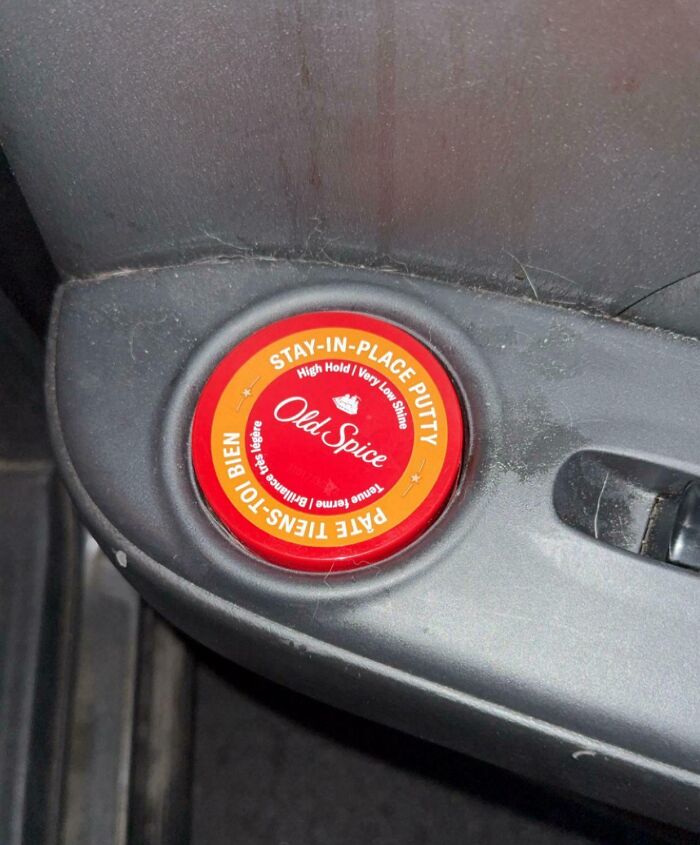 STAY-IN-PLACE PUTTY
High Hold | Very Low Shine
Old Spice
Tenue ferme | Brillance très légère
PÂTE TIENS-TOI BIEN